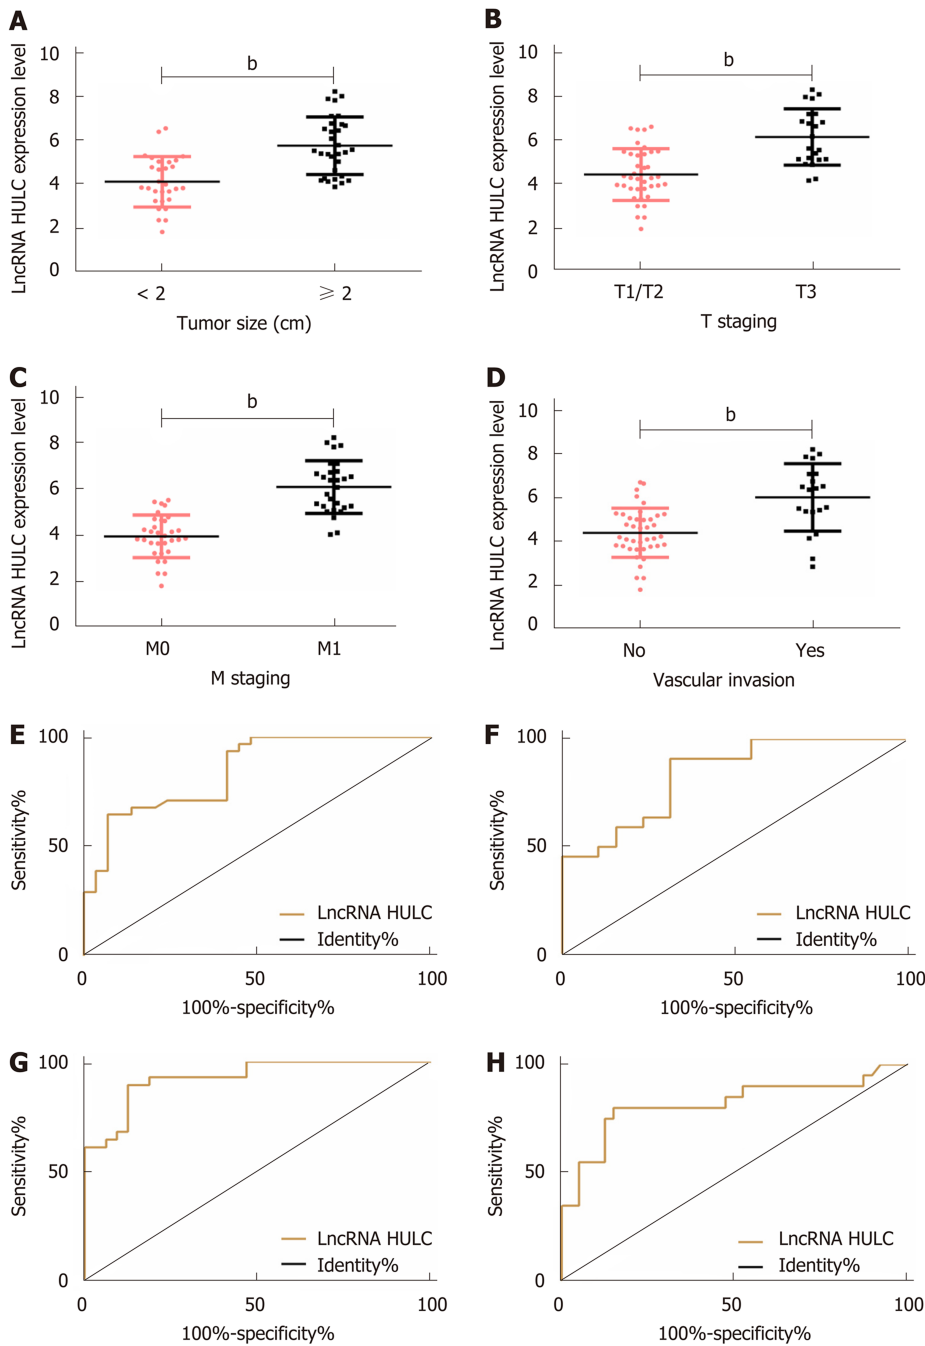 A
LncRNA HULC expression level
10
8
6
4
2
0
b
< 2
⩾ 2
Tumor size (cm)
B
LncRNA HULC expression level
10
8
6
4
2
0
b
T1/T2
T3
T staging
C
LncRNA HULC expression level
10
8
6
4
2
0
b
M0
M1
M staging
D
LncRNA HULC expression level
10
8
6
4
2
0
b
No
Yes
Vascular invasion
E
Sensitivity%
100
50
0
LncRNA HULC
Identity%
0
50
100
100%-specificity%
F
Sensitivity%
100
50
0
LncRNA HULC
Identity%
0
50
100
100%-specificity%
G
Sensitivity%
100
50
0
LncRNA HULC
Identity%
0
50
100
100%-specificity%
H
Sensitivity%
100
50
0
LncRNA HULC
Identity%
0
50
100
100%-specificity%